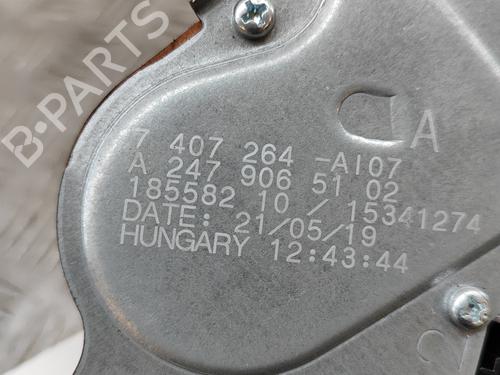 B-PARTS
A
7 407 264 -AI07
A 247 906 51 02
185582 10 / 15341274
DATE: 21/05/19
HUNGARY 12:43:44